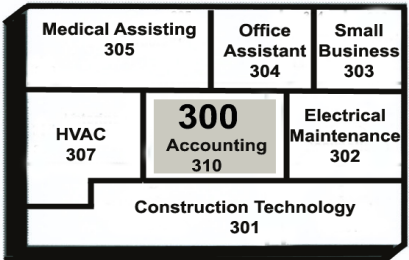 Medical Assisting
305
Office
Assistant
304
Small
Business
303
HVAC
307
300
Accounting
310
Electrical
Maintenance
302
Construction Technology
301